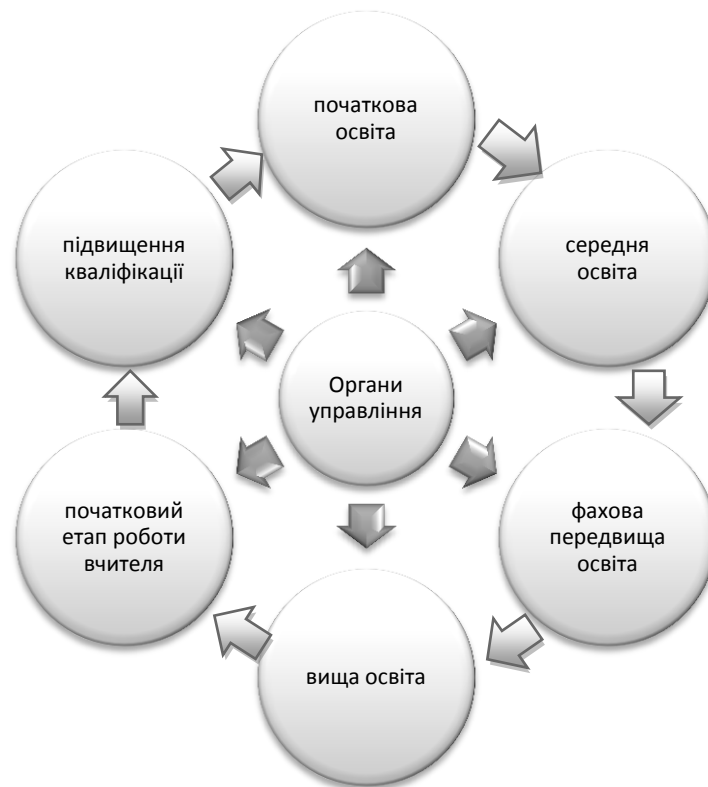 початкова
освіта
середня
освіта
фахова
передвища
освіта
вища освіта
початковий
етап роботи
вчителя
підвищення
кваліфікації
Органи
управління